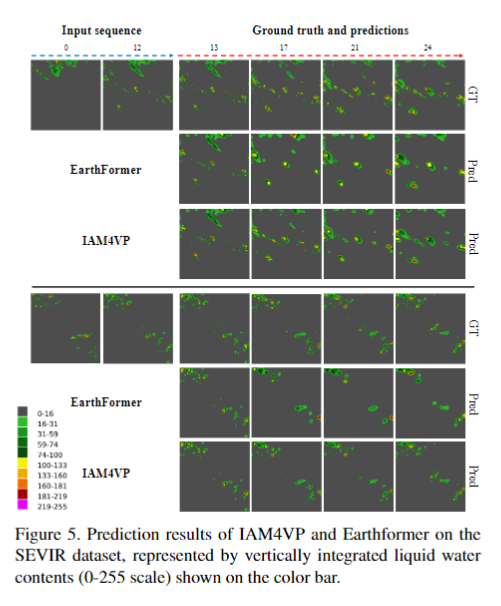 Input sequence Ground truth and predictions
0 12 13 17 21 24
GT
EarthFormer Pred
IAM4VP Pred
GT
EarthFormer Pred
0-16
16-31
31-59
59-74
74-100
100-133
133-160
160-181
181-219
219-255
IAM4VP Pred
Figure 5. Prediction results of IAM4VP and Earthformer on the
SEVIR dataset, represented by vertically integrated liquid water
contents (0-255 scale) shown on the color bar.